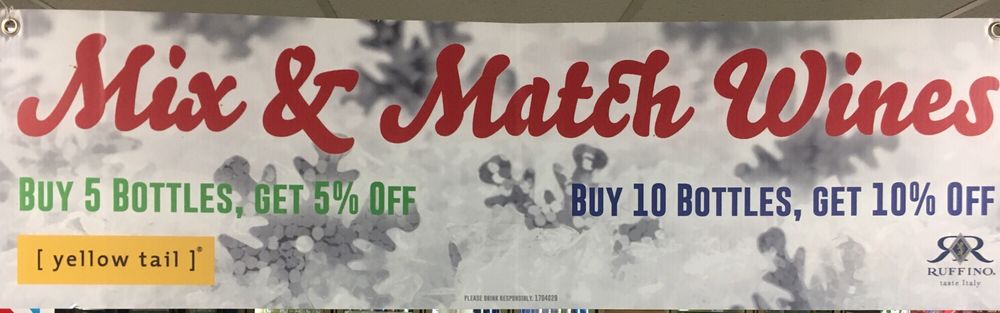 Mix & Match Wines
BUY 5 BOTTLES, GET 5% OFF
BUY 10 BOTTLES, GET 10% OFF
[ yellow tail ]®
RUFFINO
taste Italy
PLEASE DRINK RESPONSIBLY. 1704029